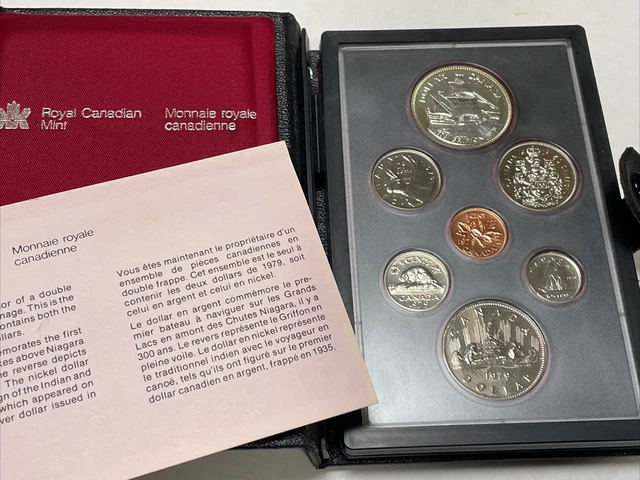 Royal Canadian
Mint
Monnaie royale
canadienne
Monnaie royale
canadienne
or of a double
nage. This is the
ontains both the
llars.
emorates the first
kes above Niagara
e reverse depicts
The nickel dollar
gn of the Indian and
which appeared on
ver dollar issued in
Vous êtes maintenant le propriétaire d'un
ensemble de pièces canadiennes en
double frappe. Cet ensemble est le seul à
contenir les deux dollars de 1979, soit
celui en argent et celui en nickel.
Le dollar en argent commémore le pre-
mier bateau à naviguer sur les Grands
Lacs en amont des Chutes Niagara, il y a
300 ans. Le revers représente le Griffon en
pleine voile. Le dollar en nickel représente
le traditionnel indien avec le voyageur en
canoë, tels qu'ils ont figuré sur le premier
dollar canadien en argent, frappé en 1935.
CANADA
5 CENTS
CANADA
CANADA
1979
DOLLAR